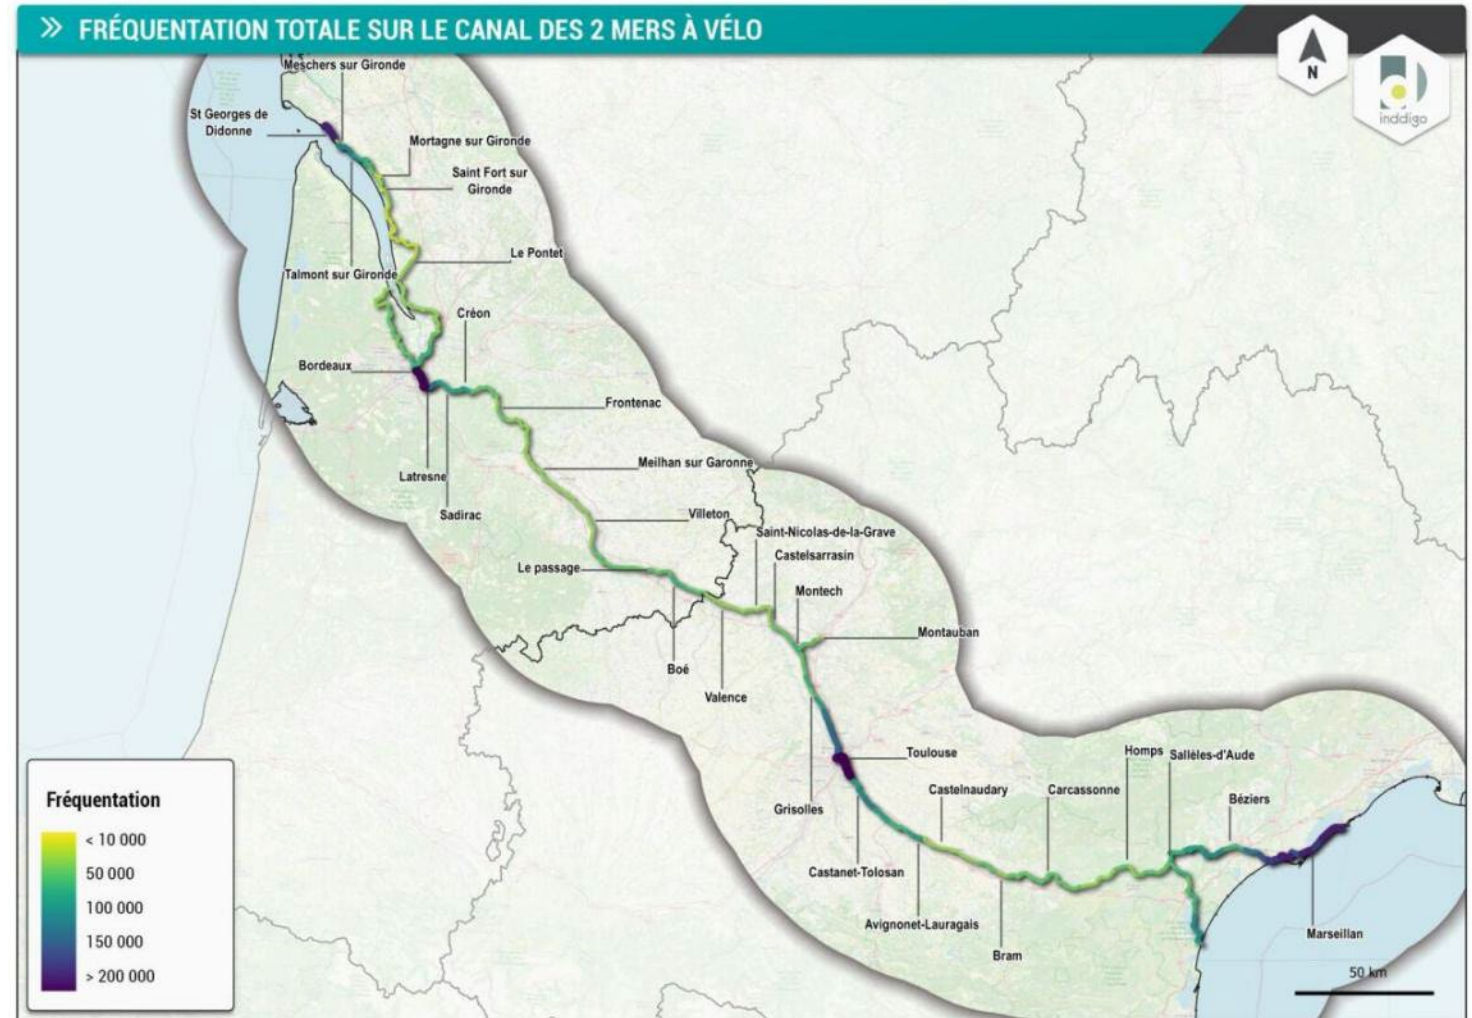 FRÉQUENTATION TOTALE SUR LE CANAL DES 2 MERS À VÉLO
N
inddigo
Meschers sur Gironde
St Georges de
Didonne
Mortagne sur Gironde
Saint Fort sur
Gironde
Le Pontet
Talmont sur Gironde
Créon
Bordeaux
Frontenac
Meilhan sur Garonne
Latresne
Sadirac
Villeton
Saint-Nicolas-de-la-Grave
Castelsarrasin
Le passage
Montech
Montauban
Boé
Valence
Toulouse
Homps
Sallèles-d'Aude
Castelnaudary
Carcassonne
Béziers
Grisolles
Castanet-Tolosan
Avignonet-Lauragais
Bram
Marseillan
50 km
Fréquentation
< 10 000
50 000
100 000
150 000
> 200 000